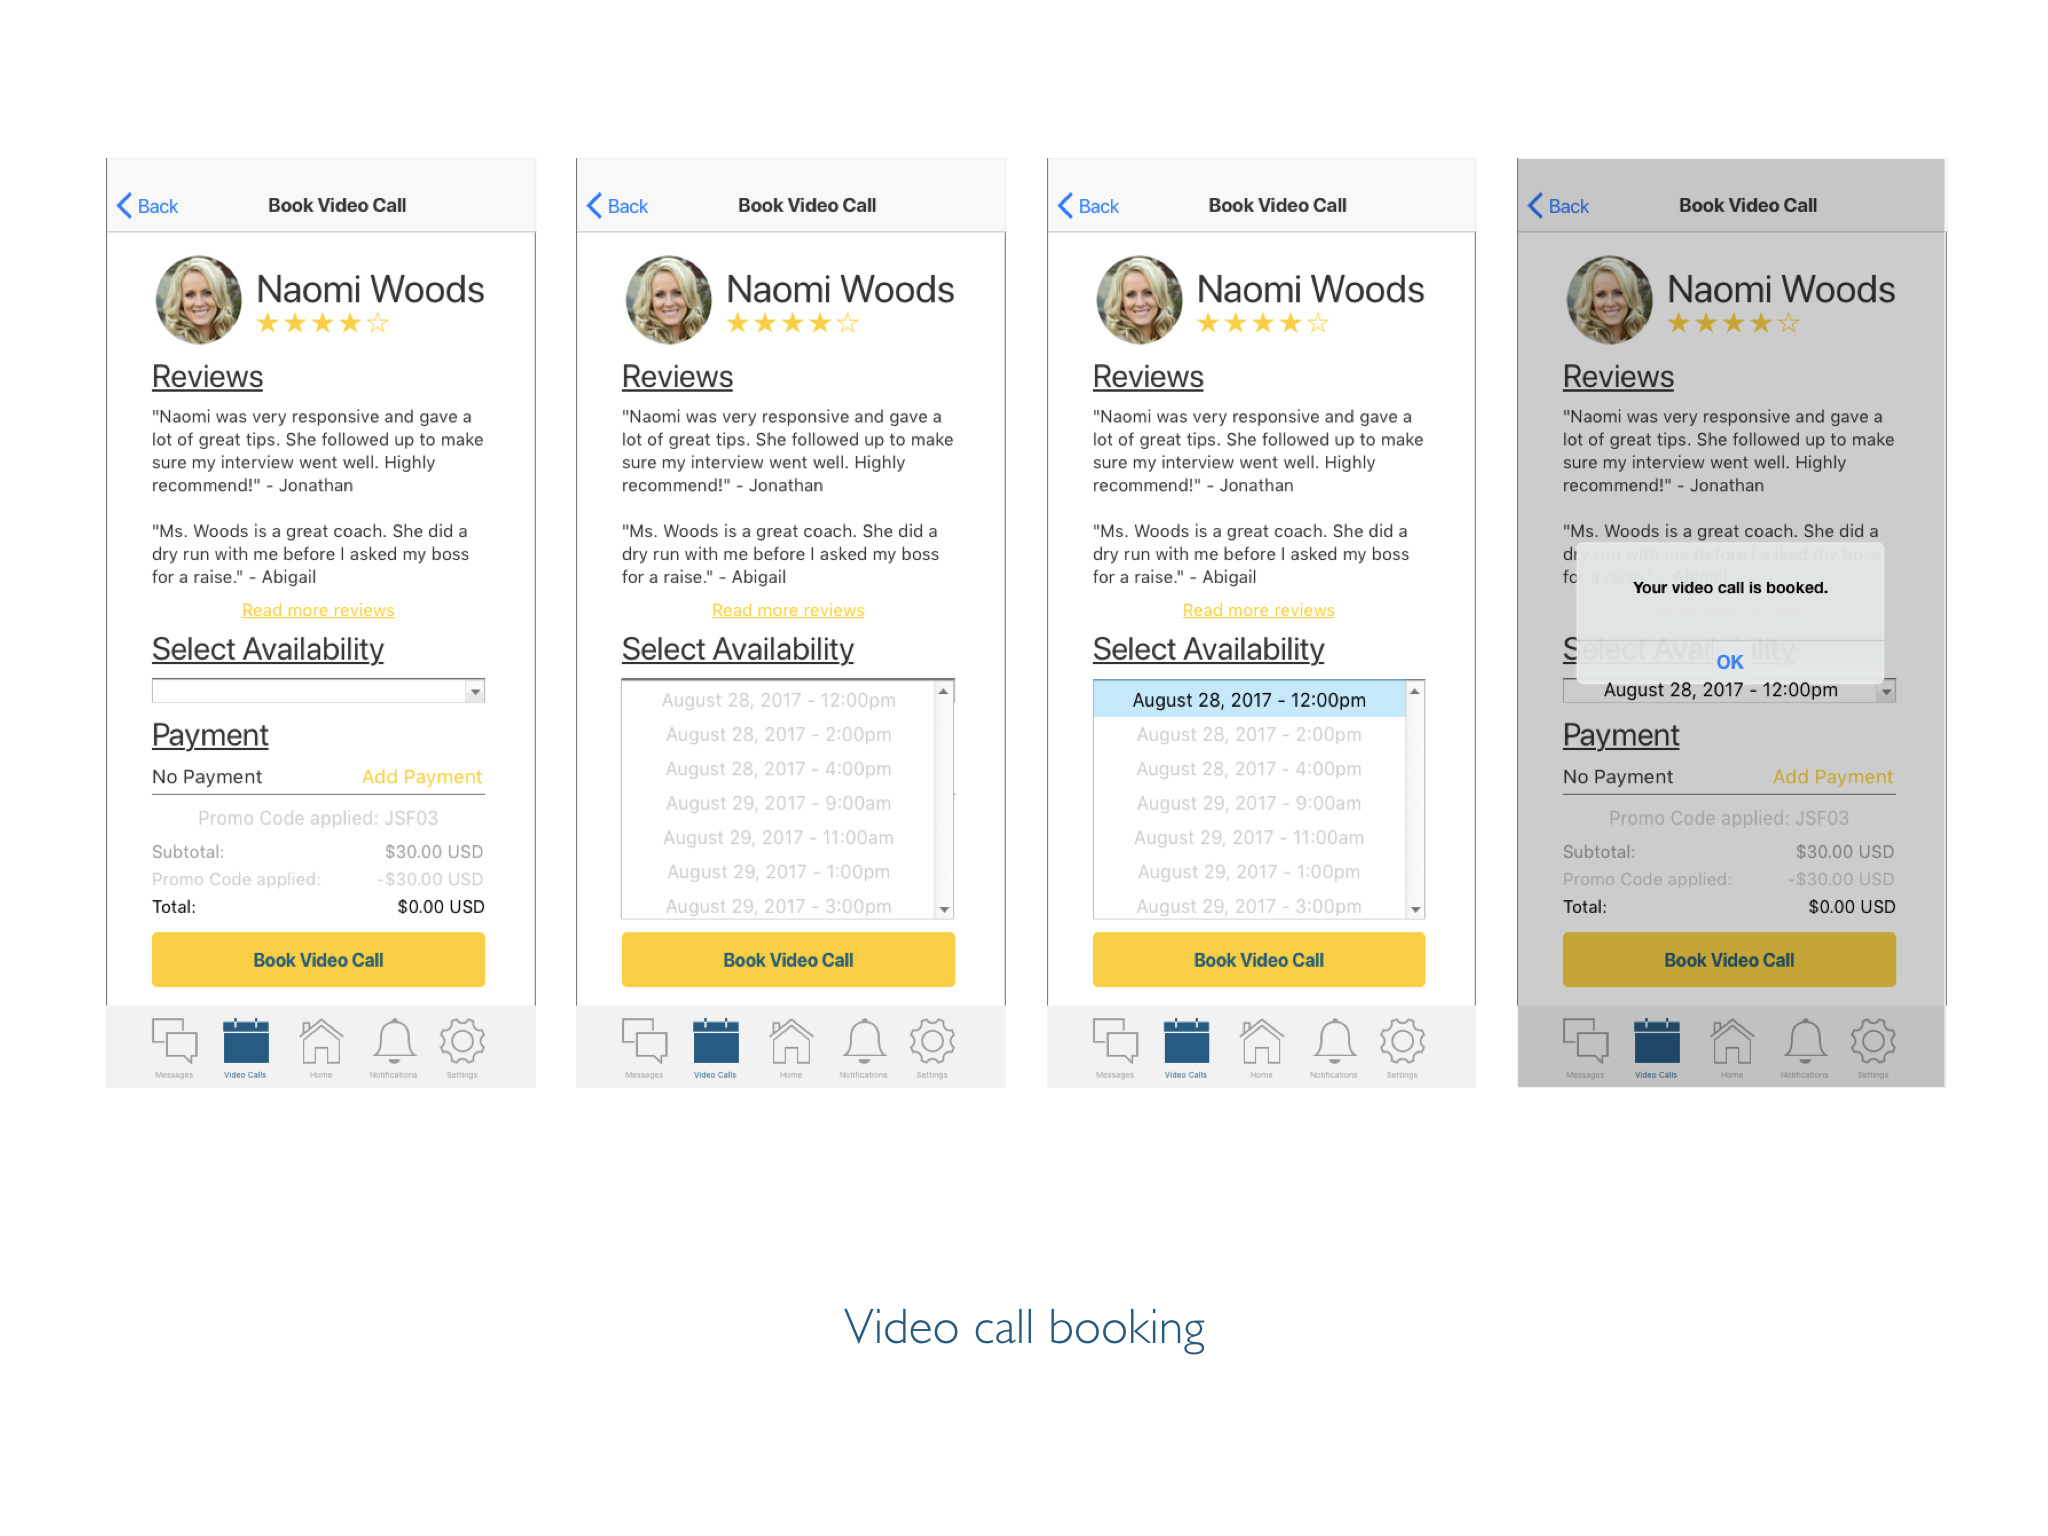 Back
Book Video Call
Naomi Woods
Reviews
"Naomi was very responsive and gave a
lot of great tips. She followed up to make
sure my interview went well. Highly
recommend!" - Jonathan
"Ms. Woods is a great coach. She did a
dry run with me before I asked my boss
for a raise." - Abigail
Read more reviews
Select Availability
Payment
No Payment Add Payment
Promo Code applied: JSF03
Subtotal: $30.00 USD
Promo Code applied: -$30.00 USD
Total: $0.00 USD
Book Video Call
Messages Video Calls Home Notifications Settings
Back
Book Video Call
Naomi Woods
Reviews
"Naomi was very responsive and gave a
lot of great tips. She followed up to make
sure my interview went well. Highly
recommend!" - Jonathan
"Ms. Woods is a great coach. She did a
dry run with me before I asked my boss
for a raise." - Abigail
Read more reviews
Select Availability
August 28, 2017 - 12:00pm
August 28, 2017 - 2:00pm
August 28, 2017 - 4:00pm
August 29, 2017 - 9:00am
August 29, 2017 - 11:00am
August 29, 2017 - 1:00pm
August 29, 2017 - 3:00pm
Book Video Call
Messages Video Calls Home Notifications Settings
Back
Book Video Call
Naomi Woods
Reviews
"Naomi was very responsive and gave a
lot of great tips. She followed up to make
sure my interview went well. Highly
recommend!" - Jonathan
"Ms. Woods is a great coach. She did a
dry run with me before I asked my boss
for a raise." - Abigail
Read more reviews
Select Availability
August 28, 2017 - 12:00pm
August 28, 2017 - 2:00pm
August 28, 2017 - 4:00pm
August 29, 2017 - 9:00am
August 29, 2017 - 11:00am
August 29, 2017 - 1:00pm
August 29, 2017 - 3:00pm
Book Video Call
Messages Video Calls Home Notifications Settings
Back
Book Video Call
Naomi Woods
Reviews
"Naomi was very responsive and gave a
lot of great tips. She followed up to make
sure my interview went well. Highly
recommend!" - Jonathan
"Ms. Woods is a great coach. She did a
dry run with me before I asked my boss
for a raise." - Abigail
Your video call is booked.
Select Availability
OK
August 28, 2017 - 12:00pm
Payment
No Payment Add Payment
Promo Code applied: JSF03
Subtotal: $30.00 USD
Promo Code applied: -$30.00 USD
Total: $0.00 USD
Book Video Call
Messages Video Calls Home Notifications Settings
Video call booking